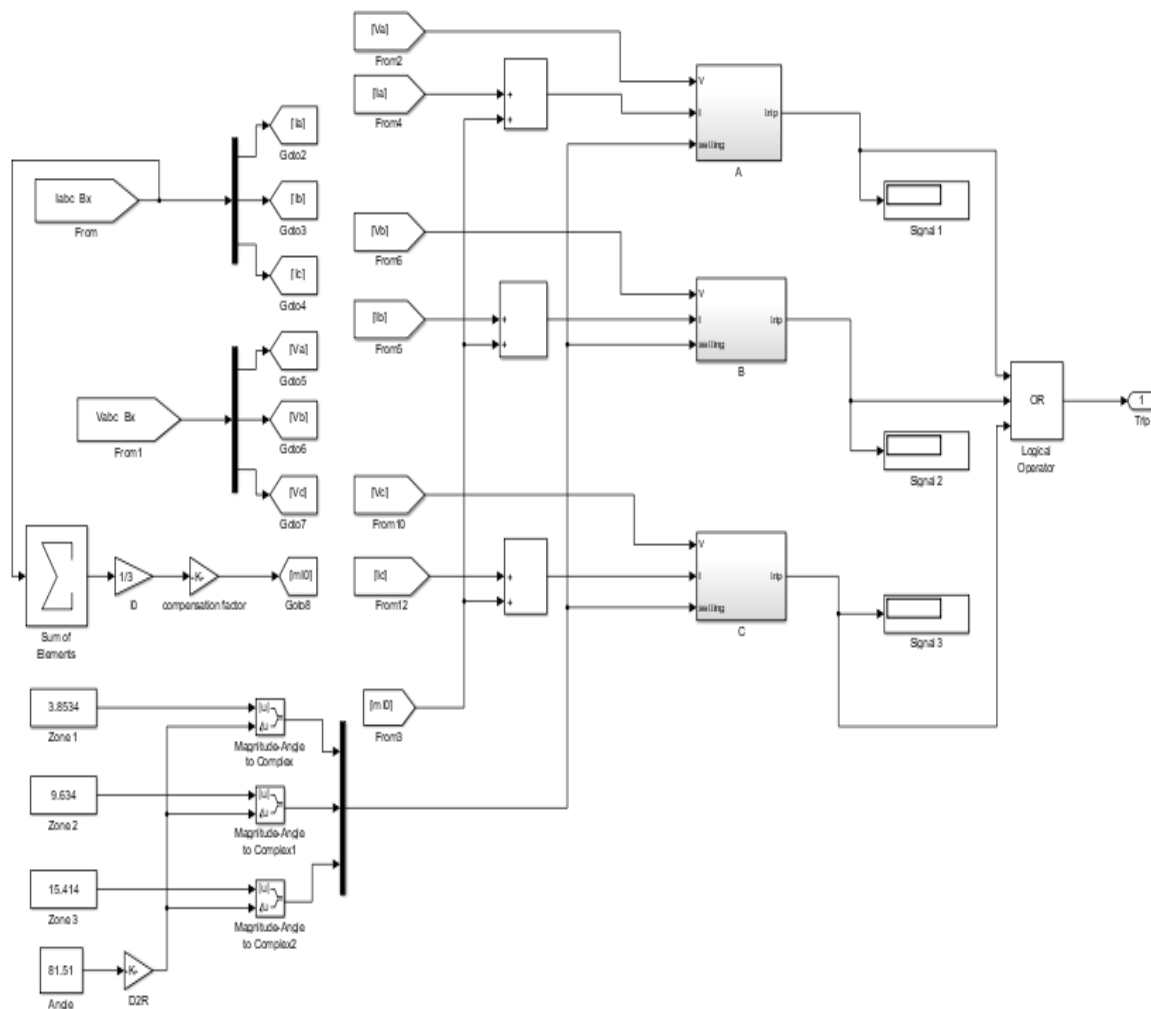 [Va]
From2
[Ia]
From4
+
+
V
I
setting
trip
A
Signal 1
[Ia]
Goto2
Iabc Bx
From
[Ib]
Goto3
[Ic]
Goto4
[Vb]
From6
[Ib]
From5
+
+
V
I
setting
trip
B
Signal 2
[Va]
Goto5
Vabc Bx
From1
[Vb]
Goto6
[Vc]
Goto7
OR
Logical
Operator
1
Trip
[Vc]
From10
[Ic]
From12
+
+
V
I
setting
trip
C
Signal 3
Sum of
Elements
1/3
I0
-K-
compensation factor
[mI0]
Goto8
[mI0]
From3
3.8534
Zone 1
|u|
∠u
Magnitude-Angle
to Complex
9.634
Zone 2
|u|
∠u
Magnitude-Angle
to Complex1
15.414
Zone 3
|u|
∠u
Magnitude-Angle
to Complex2
81.51
Angle
-K-
D2R